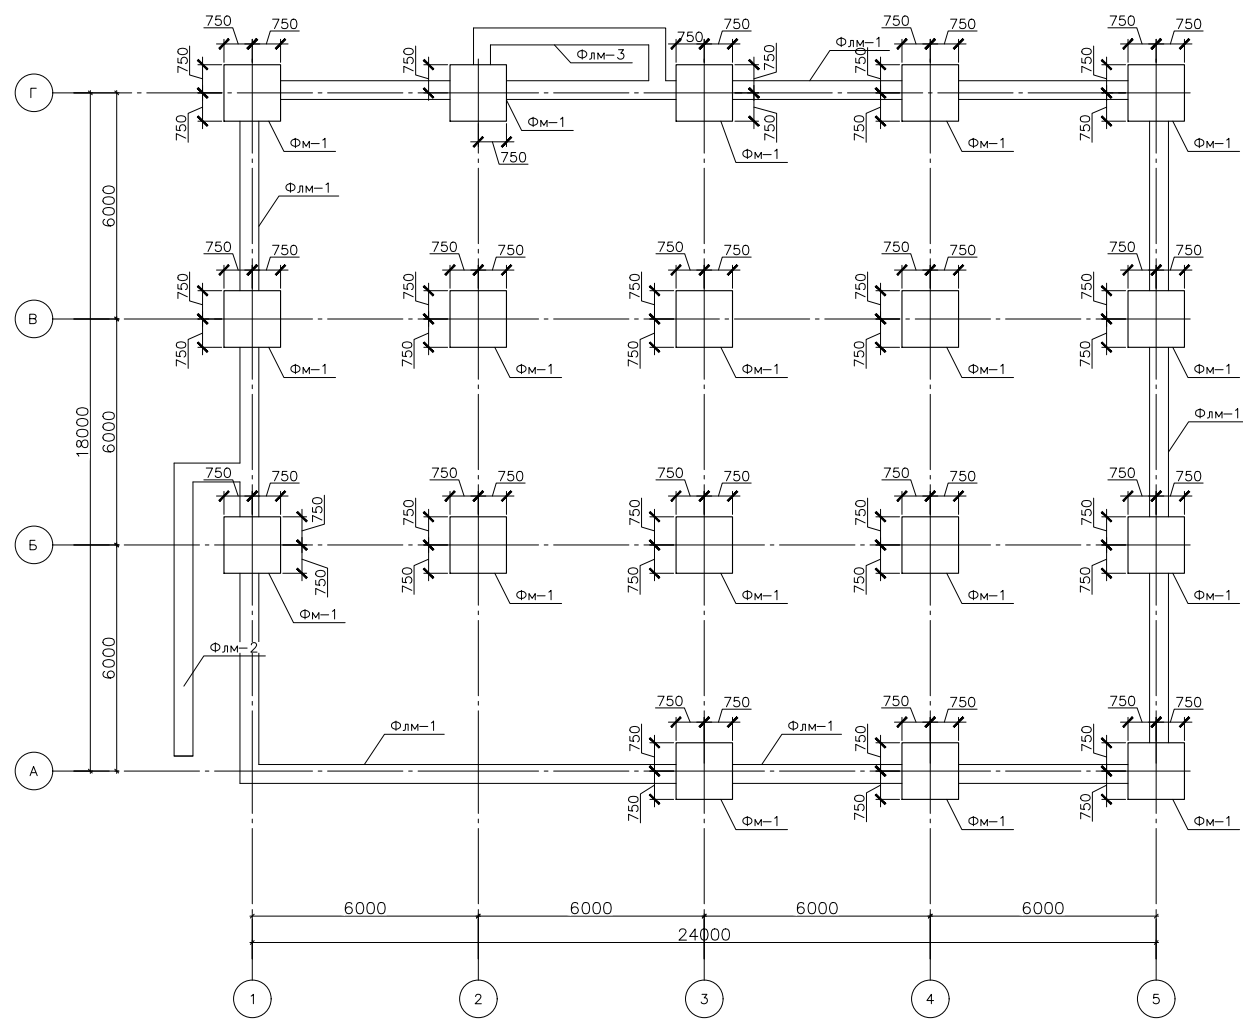 750 750 750 750 750 750 750
750 750 Флм-3 750 Флм-1 750 750
Г
750 Фм-1 750 750 750
Фм-1 750 Фм-1 Фм-1 Фм-1
6000 Флм-1
750 750 750 750 750 750 750 750 750 750
750 750 750 750 750
В
750 750 750 750 750
Фм-1 Фм-1 Фм-1 Фм-1 Фм-1
18000 6000 Флм-1
750 750 750 750 750 750 750 750 750 750
750 750 750 750 750
Б
750 750 750 750 750
Фм-1 Фм-1 Фм-1 Фм-1
Фм-1
6000 Флм-2
750 750 750 750 750 750
Флм-1 750 Флм-1 750 750
А
750 750 750
Фм-1 Фм-1 Фм-1
6000 6000 6000 6000
24000
1 2 3 4 5